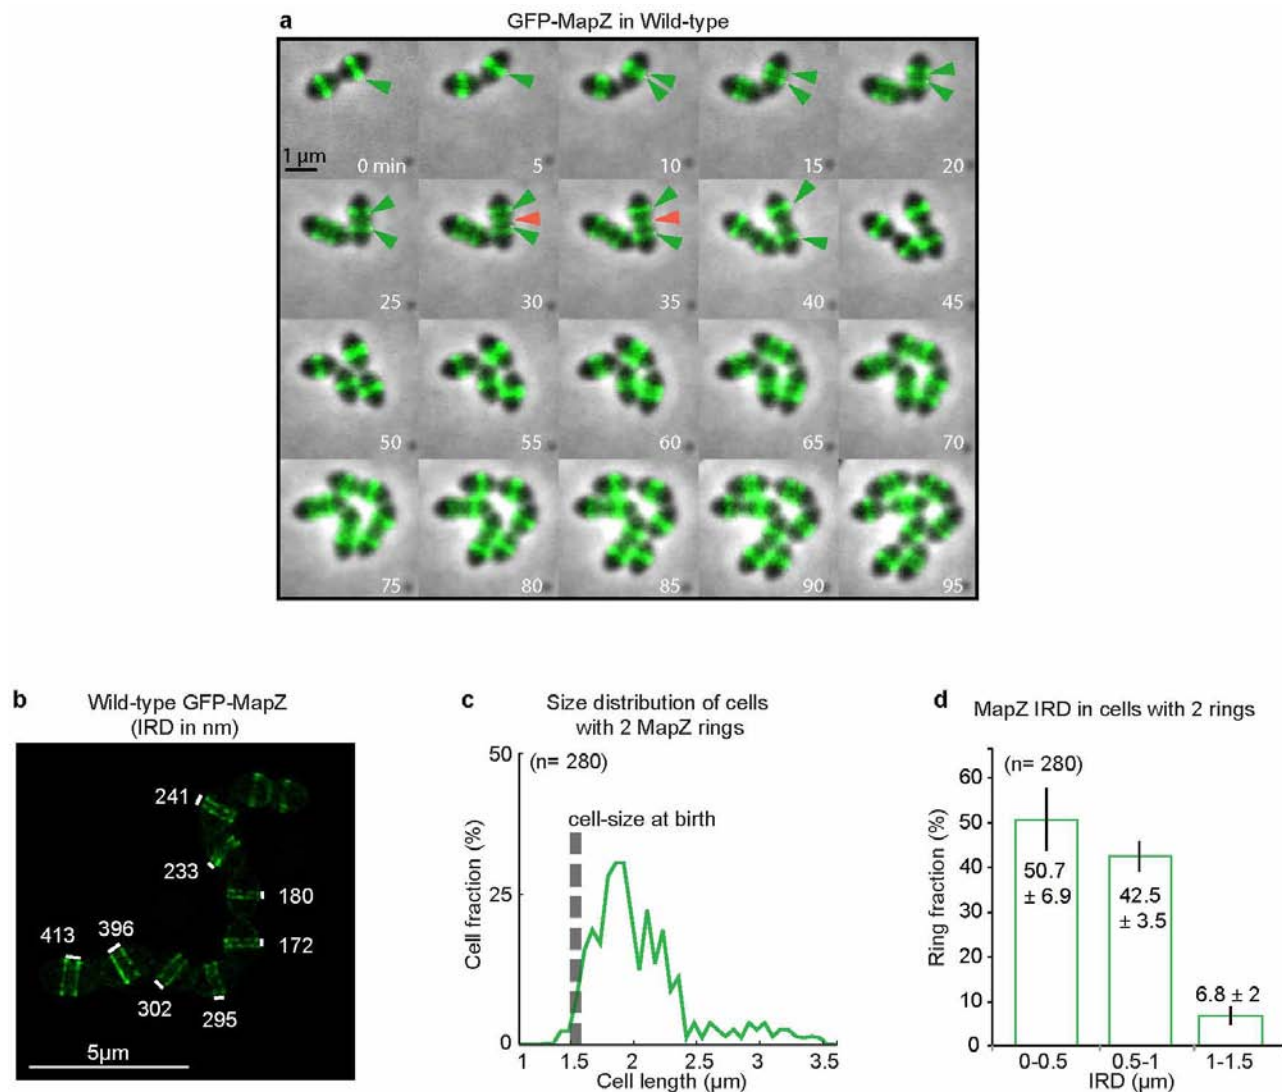 a
GFP-MapZ in Wild-type
1 µm
0 min
5
10
15
20
25
30
35
40
45
50
55
60
65
70
75
80
85
90
95
b
Wild-type GFP-MapZ
(IRD in nm)
241
233
180
172
413
396
302
295
5µm
c
Size distribution of cells
with 2 MapZ rings
(n= 280)
cell-size at birth
Cell fraction (%)
50
25
0
1
1.5
2
2.5
3
3.5
Cell length (µm)
d
MapZ IRD in cells with 2 rings
(n= 280)
Ring fraction (%)
60
50
40
30
20
10
0
50.7
± 6.9
42.5
± 3.5
6.8 ± 2
0-0.5
0.5-1
1-1.5
IRD (µm)